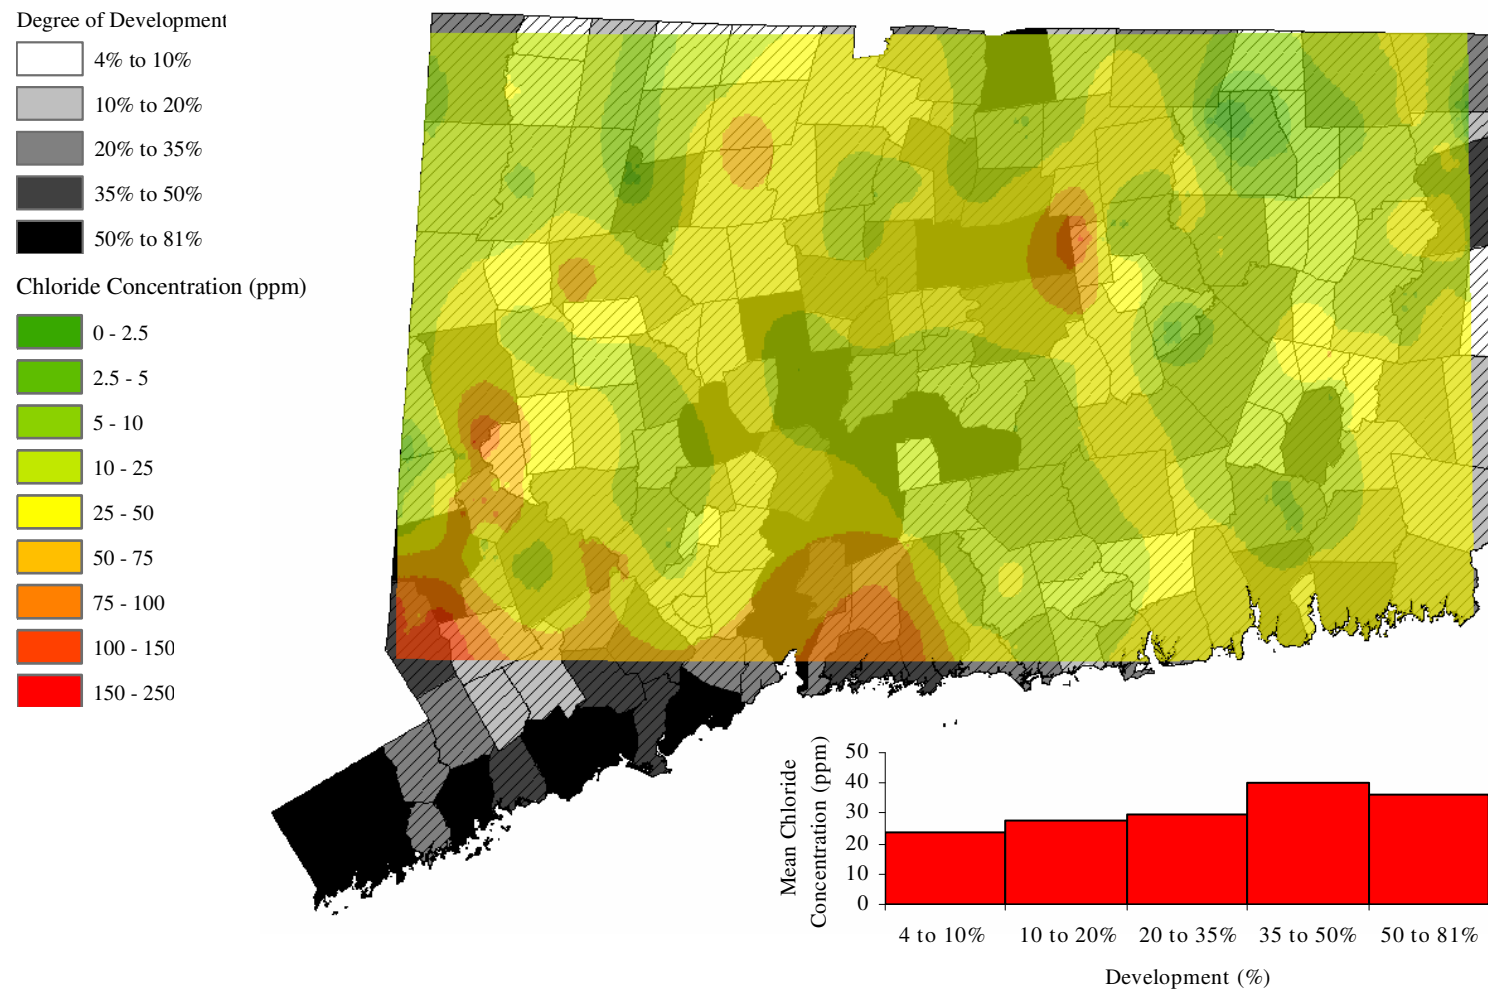 Degree of Development
4% to 10%
10% to 20%
20% to 35%
35% to 50%
50% to 81%
Chloride Concentration (ppm)
0 - 2.5
2.5 - 5
5 - 10
10 - 25
25 - 50
50 - 75
75 - 100
100 - 150
150 - 250
Mean Chloride
Concentration (ppm)
50
40
30
20
10
0
4 to 10%
10 to 20%
20 to 35%
35 to 50%
50 to 81%
Development (%)